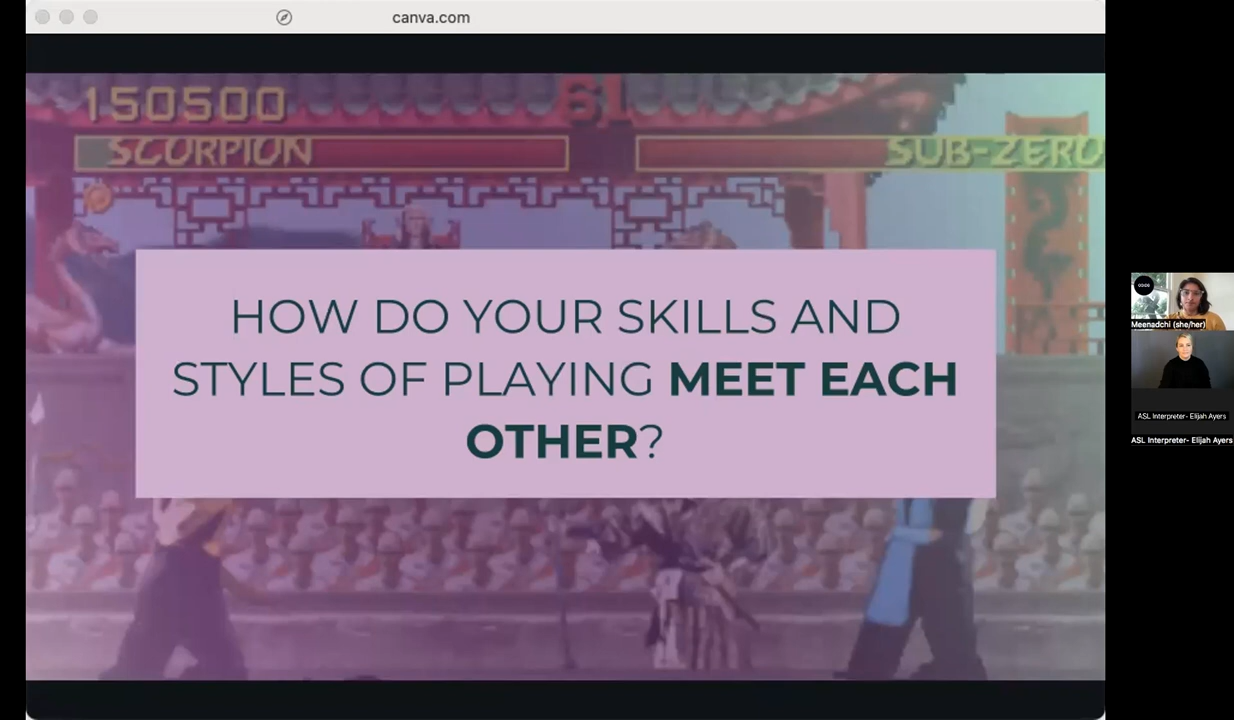 canva.com
150500
61
SCORPION
SUB-ZERO
HOW DO YOUR SKILLS AND
STYLES OF PLAYING MEET EACH
OTHER?
Meenadchi (she/her)
ASL Interpreter- Elijah Ayers
ASL Interpreter- Elijah Ayers